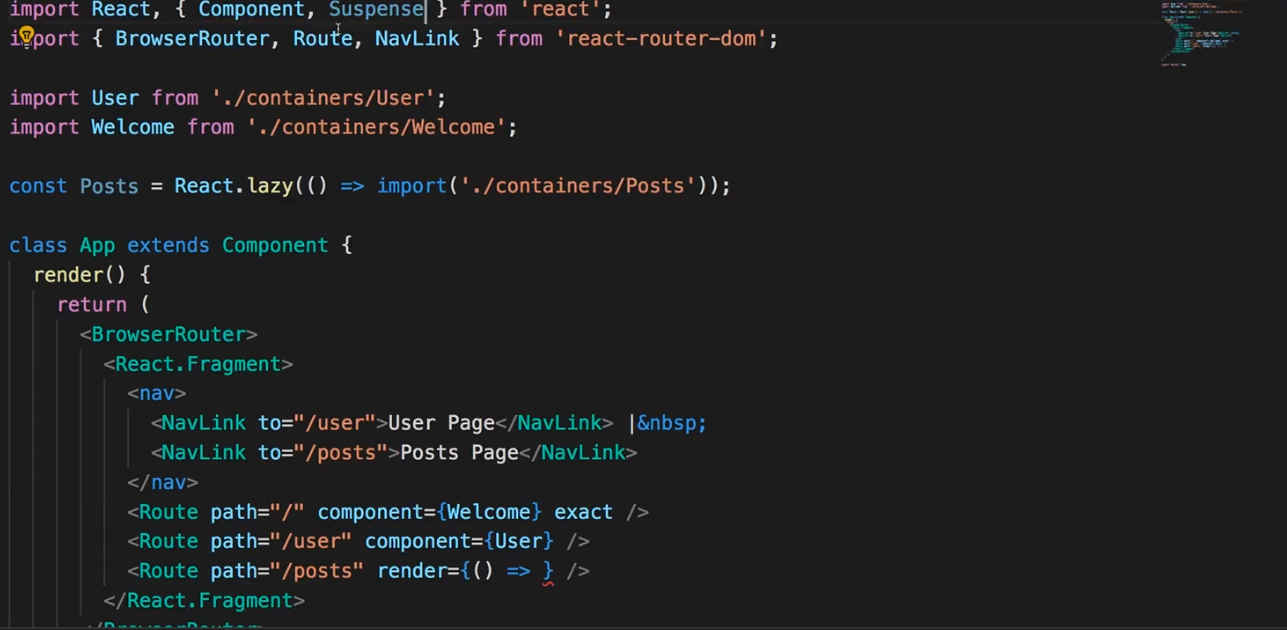 import React, { Component, Suspense } from 'react';
import { BrowserRouter, Route, NavLink } from 'react-router-dom';
import User from './containers/User';
import Welcome from './containers/Welcome';
const Posts = React.lazy(() => import('./containers/Posts'));
class App extends Component {
render() {
return (
<BrowserRouter>
<React.Fragment>
<nav>
<NavLink to="/user">User Page</NavLink> |&nbsp;
<NavLink to="/posts">Posts Page</NavLink>
</nav>
<Route path="/" component={Welcome} exact />
<Route path="/user" component={User} />
<Route path="/posts" render={() => } />
</React.Fragment>
</BrowserRouter>